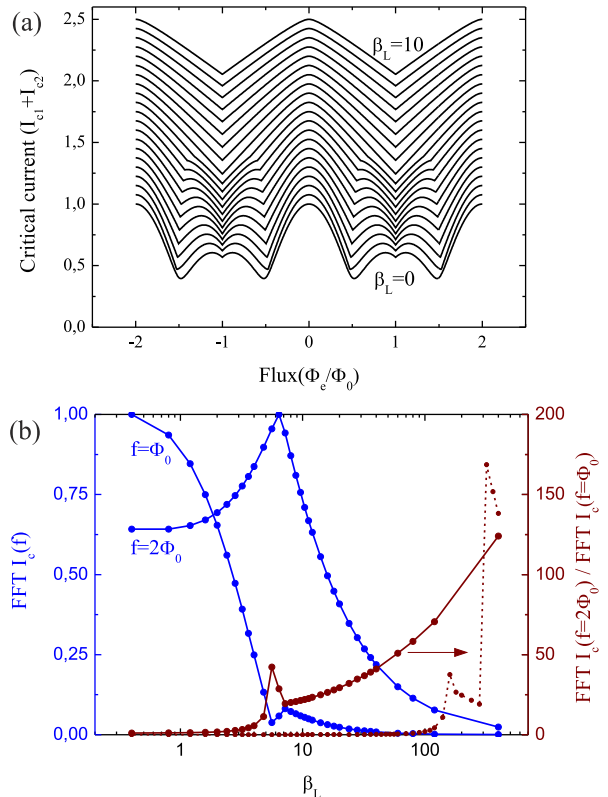 (a)
2,5
2,0
1,5
1,0
0,5
0,0
Critical current (I_c1+I_c2)
β_L=10
β_L=0
-2 -1 0 1 2
Flux(Φ_e/Φ_0)
(b)
1,00
0,75
0,50
0,25
0,00
FFT I_c(f)
f=Φ_0
f=2Φ_0
200
150
100
50
0
FFT I_c(f=2Φ_0) / FFT I_c(f=Φ_0)
1 10 100
β_L